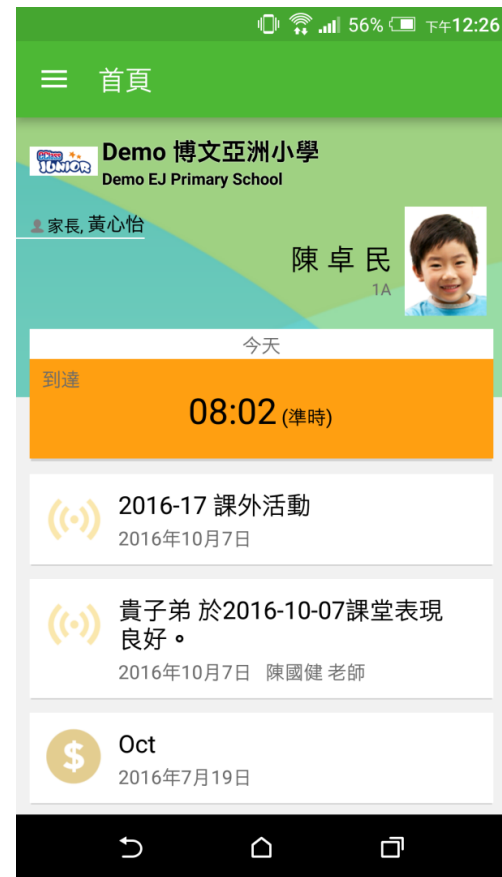 56% 下午12:26
首頁
JUNIOR
Demo 博文亞洲小學
Demo EJ Primary School
家長, 黃心怡
陳 卓 民
1A
今天
到達
08:02 (準時)
2016-17 課外活動
2016年10月7日
貴子弟 於2016-10-07課堂表現
良好。
2016年10月7日 陳國健 老師
$
Oct
2016年7月19日